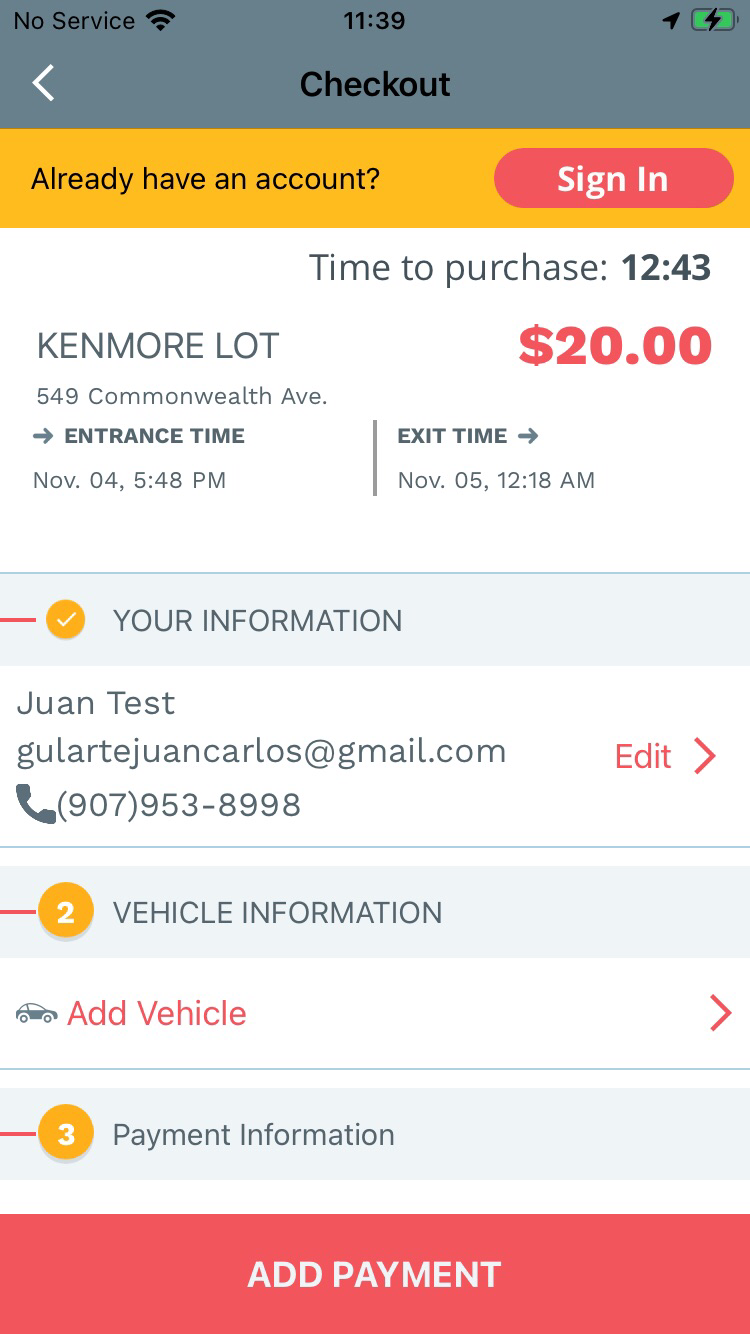 No Service 11:39
Checkout
Already have an account? Sign In
Time to purchase: 12:43
KENMORE LOT $20.00
549 Commonwealth Ave.
ENTRANCE TIME EXIT TIME
Nov. 04, 5:48 PM Nov. 05, 12:18 AM
YOUR INFORMATION
Juan Test
gulartejuancarlos@gmail.com
Edit
(907)953-8998
2 VEHICLE INFORMATION
Add Vehicle
3 Payment Information
ADD PAYMENT